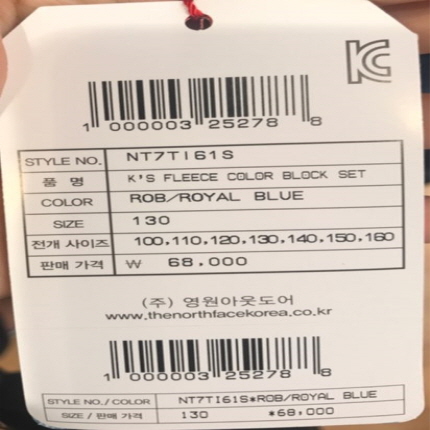 KC
1 000003 25278 8
STYLE NO. NT7TI61S
품 명 K'S FLEECE COLOR BLOCK SET
COLOR ROB/ROYAL BLUE
SIZE 130
전개 사이즈 100,110,120,130,140,150,160
판매 가격 ₩ 68,000
(주) 영원아웃도어
www.thenorthfacekorea.co.kr
1 000003 25278 8
STYLE NO./COLOR NT7TI61S*ROB/ROYAL BLUE
SIZE / 판매 가격 130 *68,000